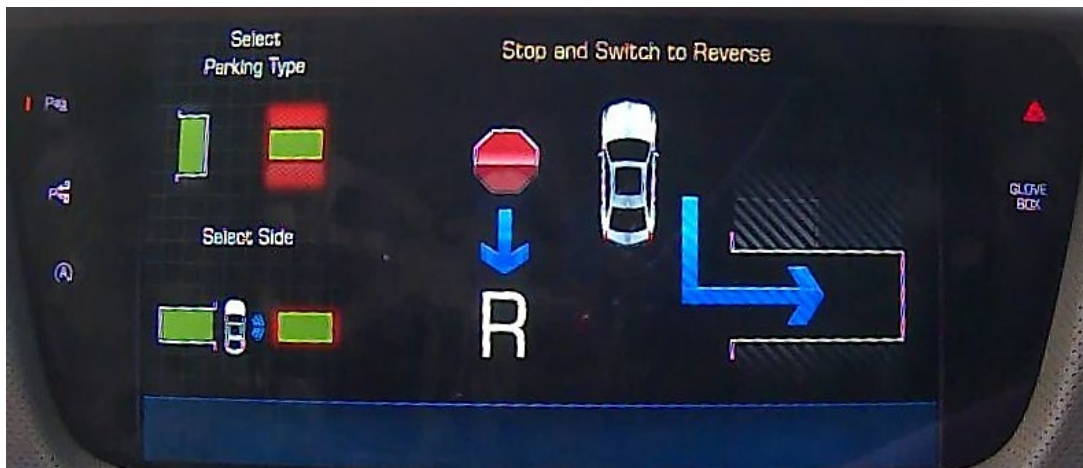 Select
Parking Type
Stop and Switch to Reverse
Select Side
R
GLOVE
BOX